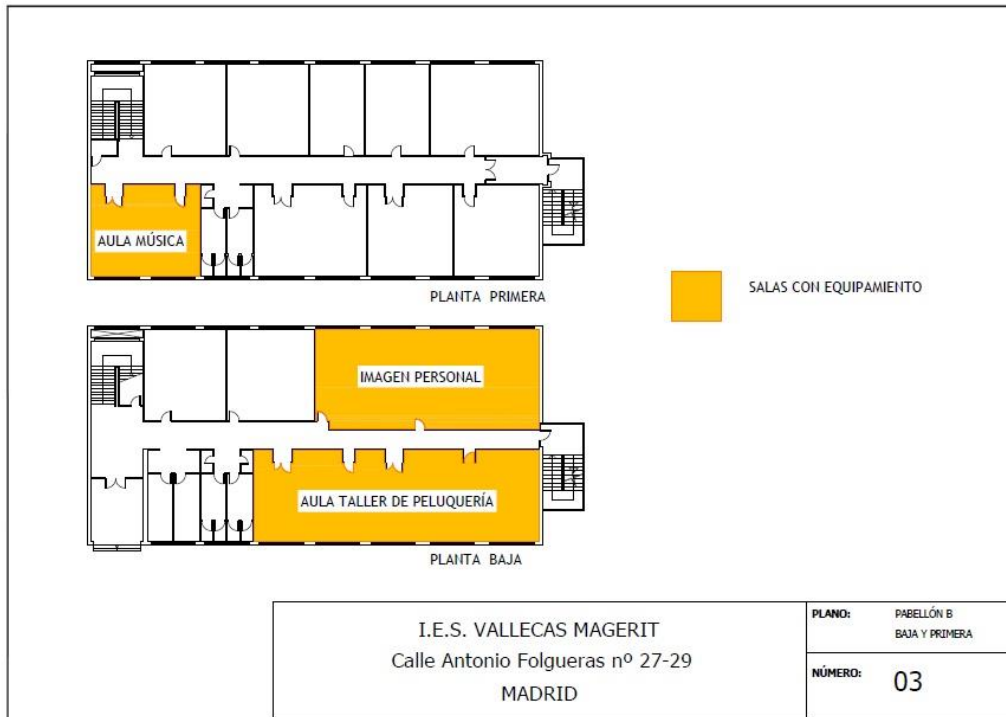 AULA MÚSICA
PLANTA PRIMERA
SALAS CON EQUIPAMIENTO
IMAGEN PERSONAL
AULA TALLER DE PELUQUERÍA
PLANTA BAJA
I.E.S. VALLECAS MAGERIT
Calle Antonio Folgueras nº 27-29
MADRID
PLANO: PABELLÓN B
BAJA Y PRIMERA
NÚMERO: 03